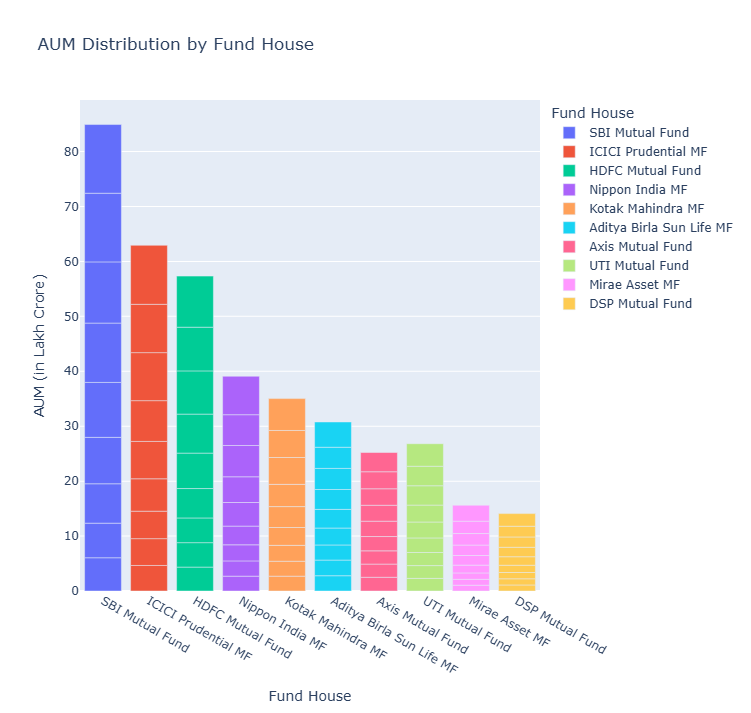 AUM Distribution by Fund House
Fund House
SBI Mutual Fund
ICICI Prudential MF
HDFC Mutual Fund
Nippon India MF
Kotak Mahindra MF
Aditya Birla Sun Life MF
Axis Mutual Fund
UTI Mutual Fund
Mirae Asset MF
DSP Mutual Fund
AUM (in Lakh Crore)
80
70
60
50
40
30
20
10
0
SBI Mutual Fund
ICICI Prudential MF
HDFC Mutual Fund
Nippon India MF
Kotak Mahindra MF
Aditya Birla Sun Life MF
Axis Mutual Fund
UTI Mutual Fund
Mirae Asset MF
DSP Mutual Fund
Fund House